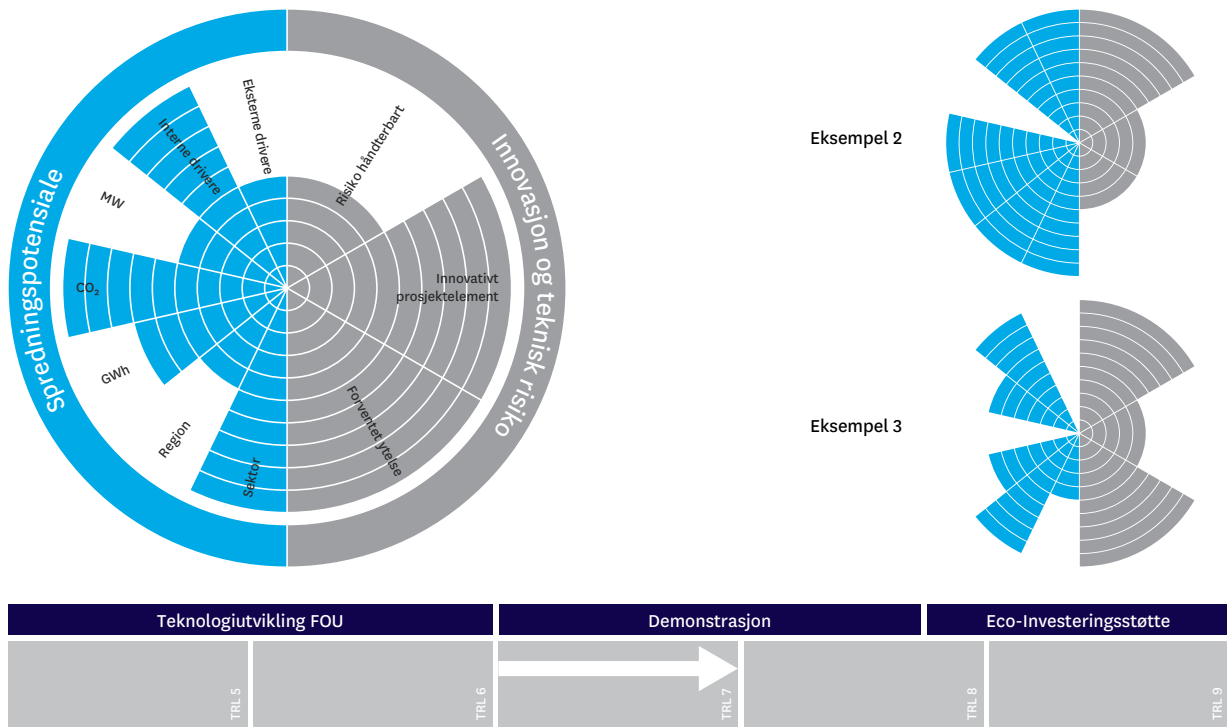 Spredningspotensiale
Innovasjon og teknisk risiko
Eksterne drivere
Risiko håndterbart
Interne drivere
MW
CO₂
Innovativt
prosjektelement
GWh
Region
Forventet ytelse
Sektor
Eksempel 2
Eksempel 3
Teknologiutvikling FOU
Demonstrasjon
Eco-Investeringsstøtte
TRL 5
TRL 6
TRL 7
TRL 8
TRL 9